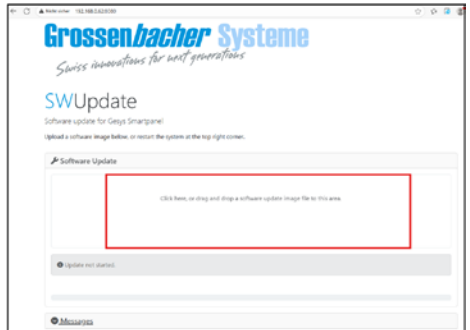 Nicht sicher 192.168.0.62:8080
Grossenbacher Systeme
Swiss innovations for next generations
SWUpdate
Software update for Gesys Smartpanel
Upload a software image below, or restart the system at the top right corner.
Software Update
Click here, or drag and drop a software update image file to this area.
Update not started.
Messages